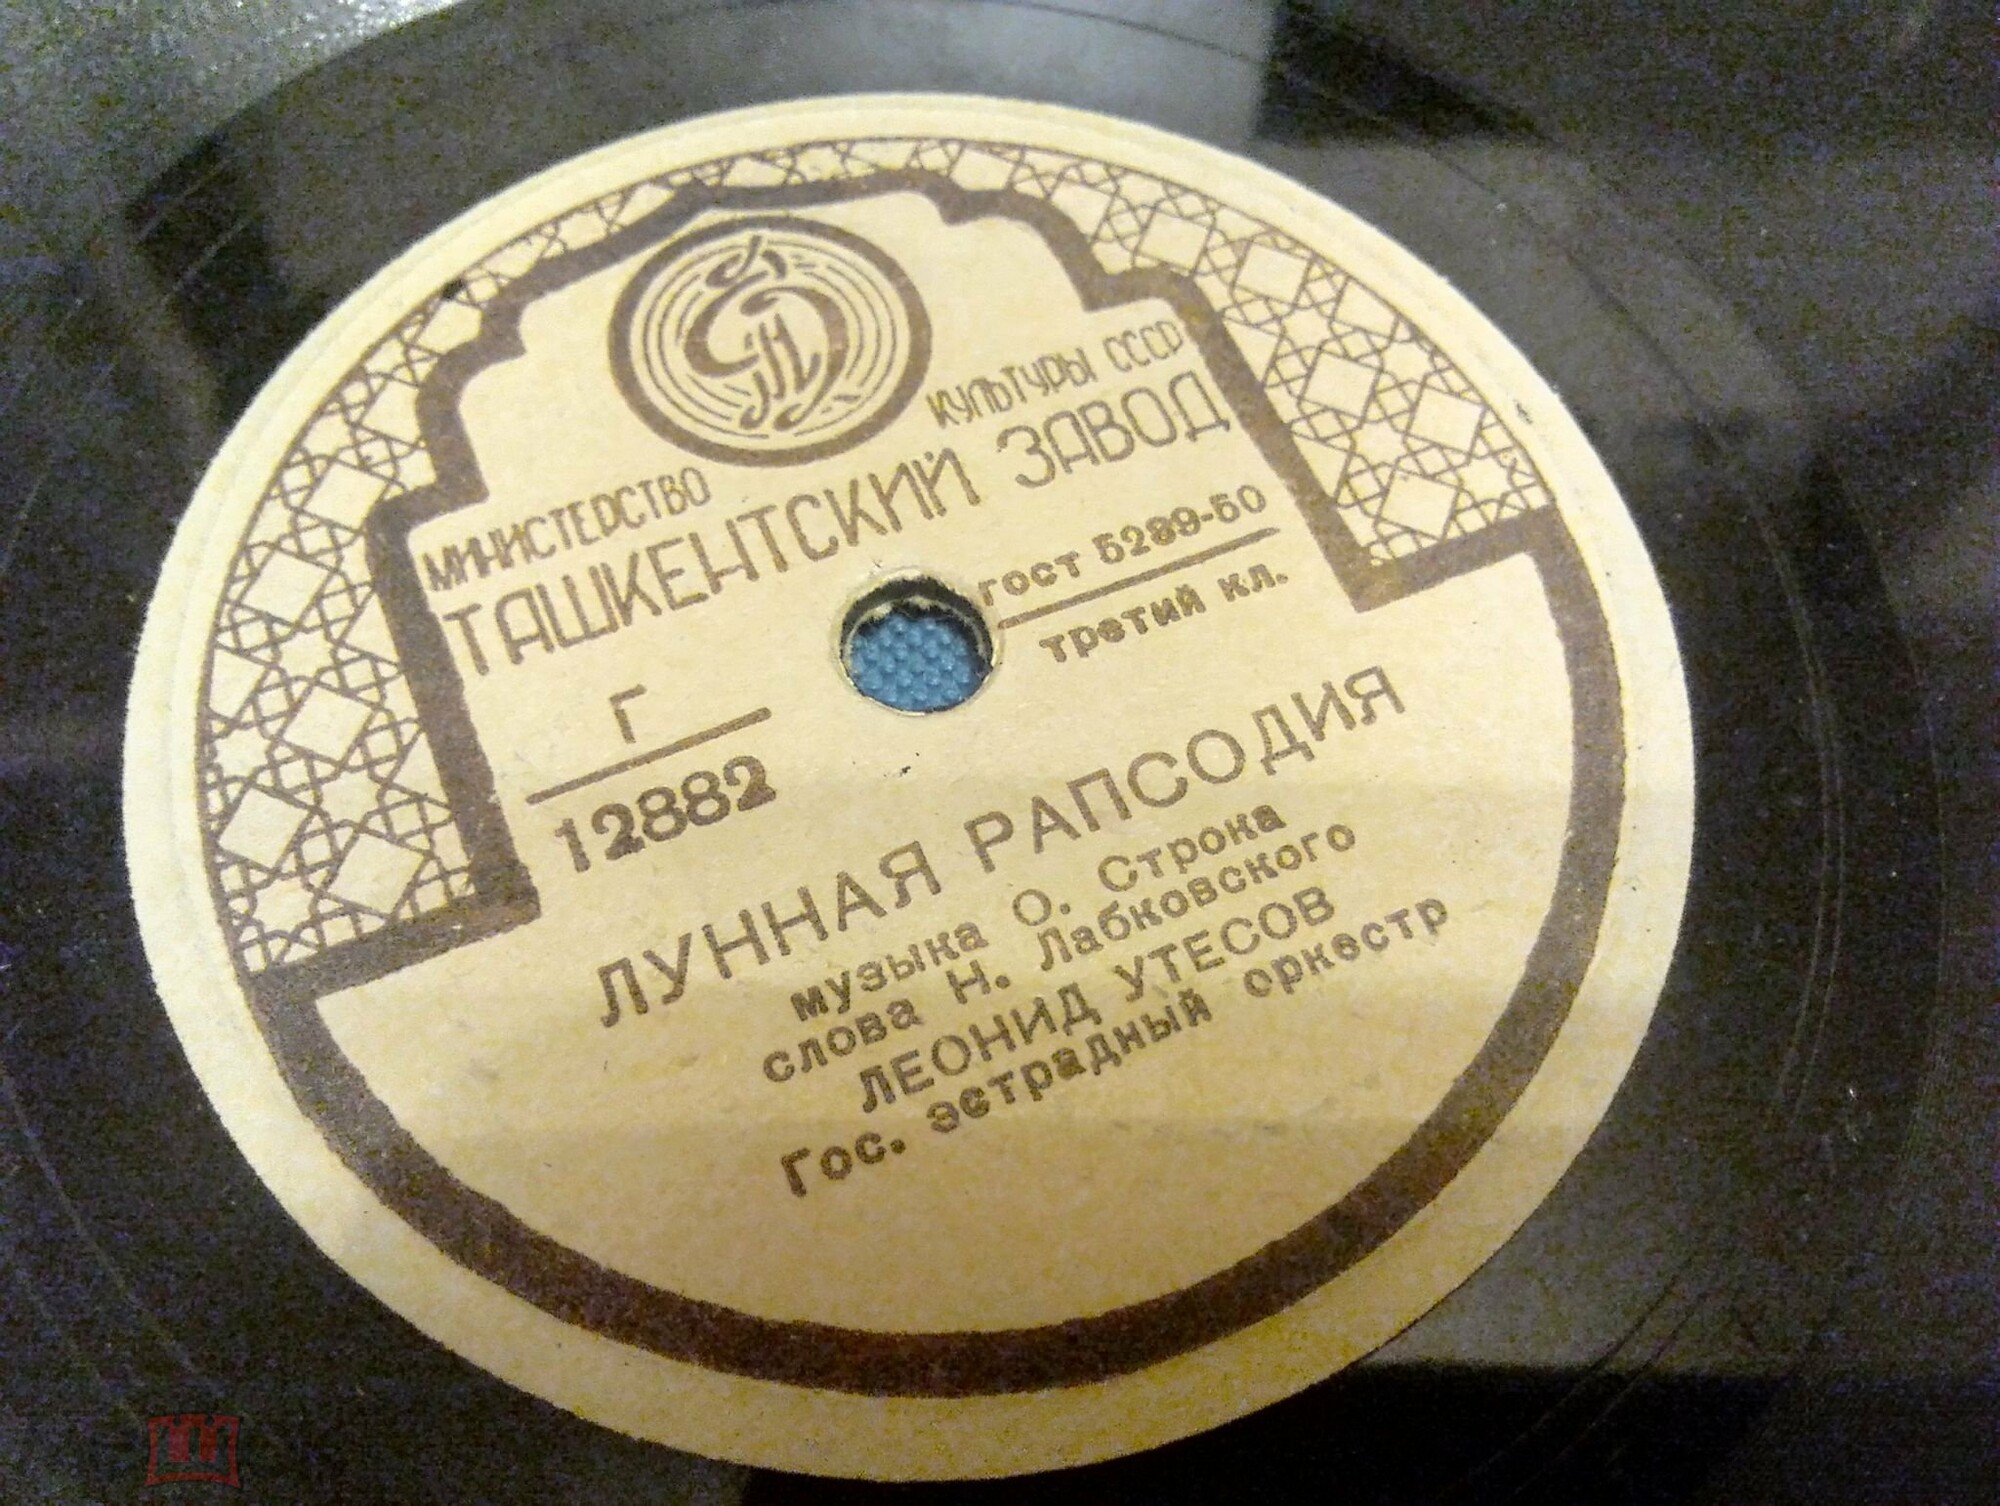 МИНИСТЕРСТВО КУЛЬТУРЫ СССР
ТАШКЕНТСКИЙ ЗАВОД
гост 5289-50
третий кл.
Г
12882
ЛУННАЯ РАПСОДИЯ
музыка О. Строка
слова Н. Лабковского
ЛЕОНИД УТЕСОВ
Гос. эстрадный оркестр